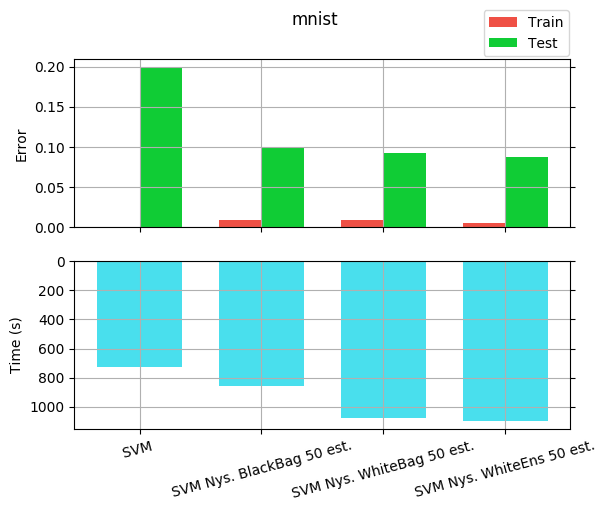 mnist
Train
Test
0.20
0.15
0.10
0.05
0.00
Error
0
200
400
600
800
1000
Time (s)
SVM
SVM Nys. BlackBag 50 est.
SVM Nys. WhiteBag 50 est.
SVM Nys. WhiteEns 50 est.